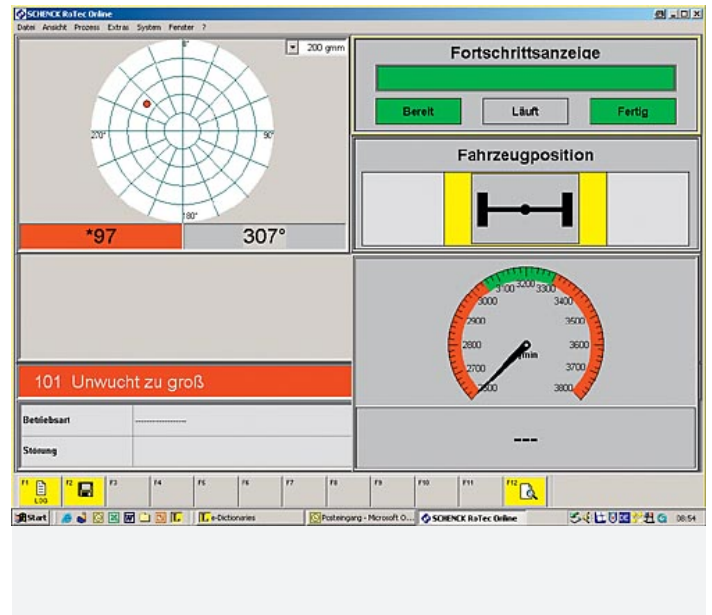 SCHENCK RoTec Online
Datei Ansicht Prozess Extras System Fenster ?
0°
200 gmm
270°
90°
180°
*97
307°
Fortschrittsanzeige
Bereit
Läuft
Fertig
Fahrzeugposition
101 Unwucht zu groß
Betriebsart
----------------
Störung
3200
3100
3300
3000
3400
2900
3500
2800
3600
2700
3700
3800
---
F1 F2 F3 F4 F5 F6 F7 F8 F9 F10 F11 F12
LOG
Start
e-Dictionaries
Posteingang - Microsoft O...
SCHENCK RoTec Online
08:54